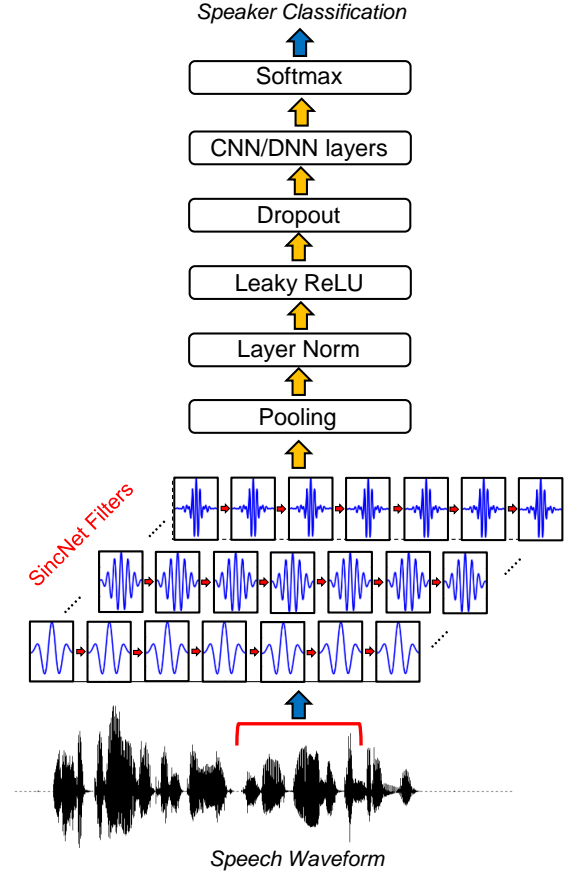 Speaker Classification
Softmax
CNN/DNN layers
Dropout
Leaky ReLU
Layer Norm
Pooling
SincNet Filters
Speech Waveform